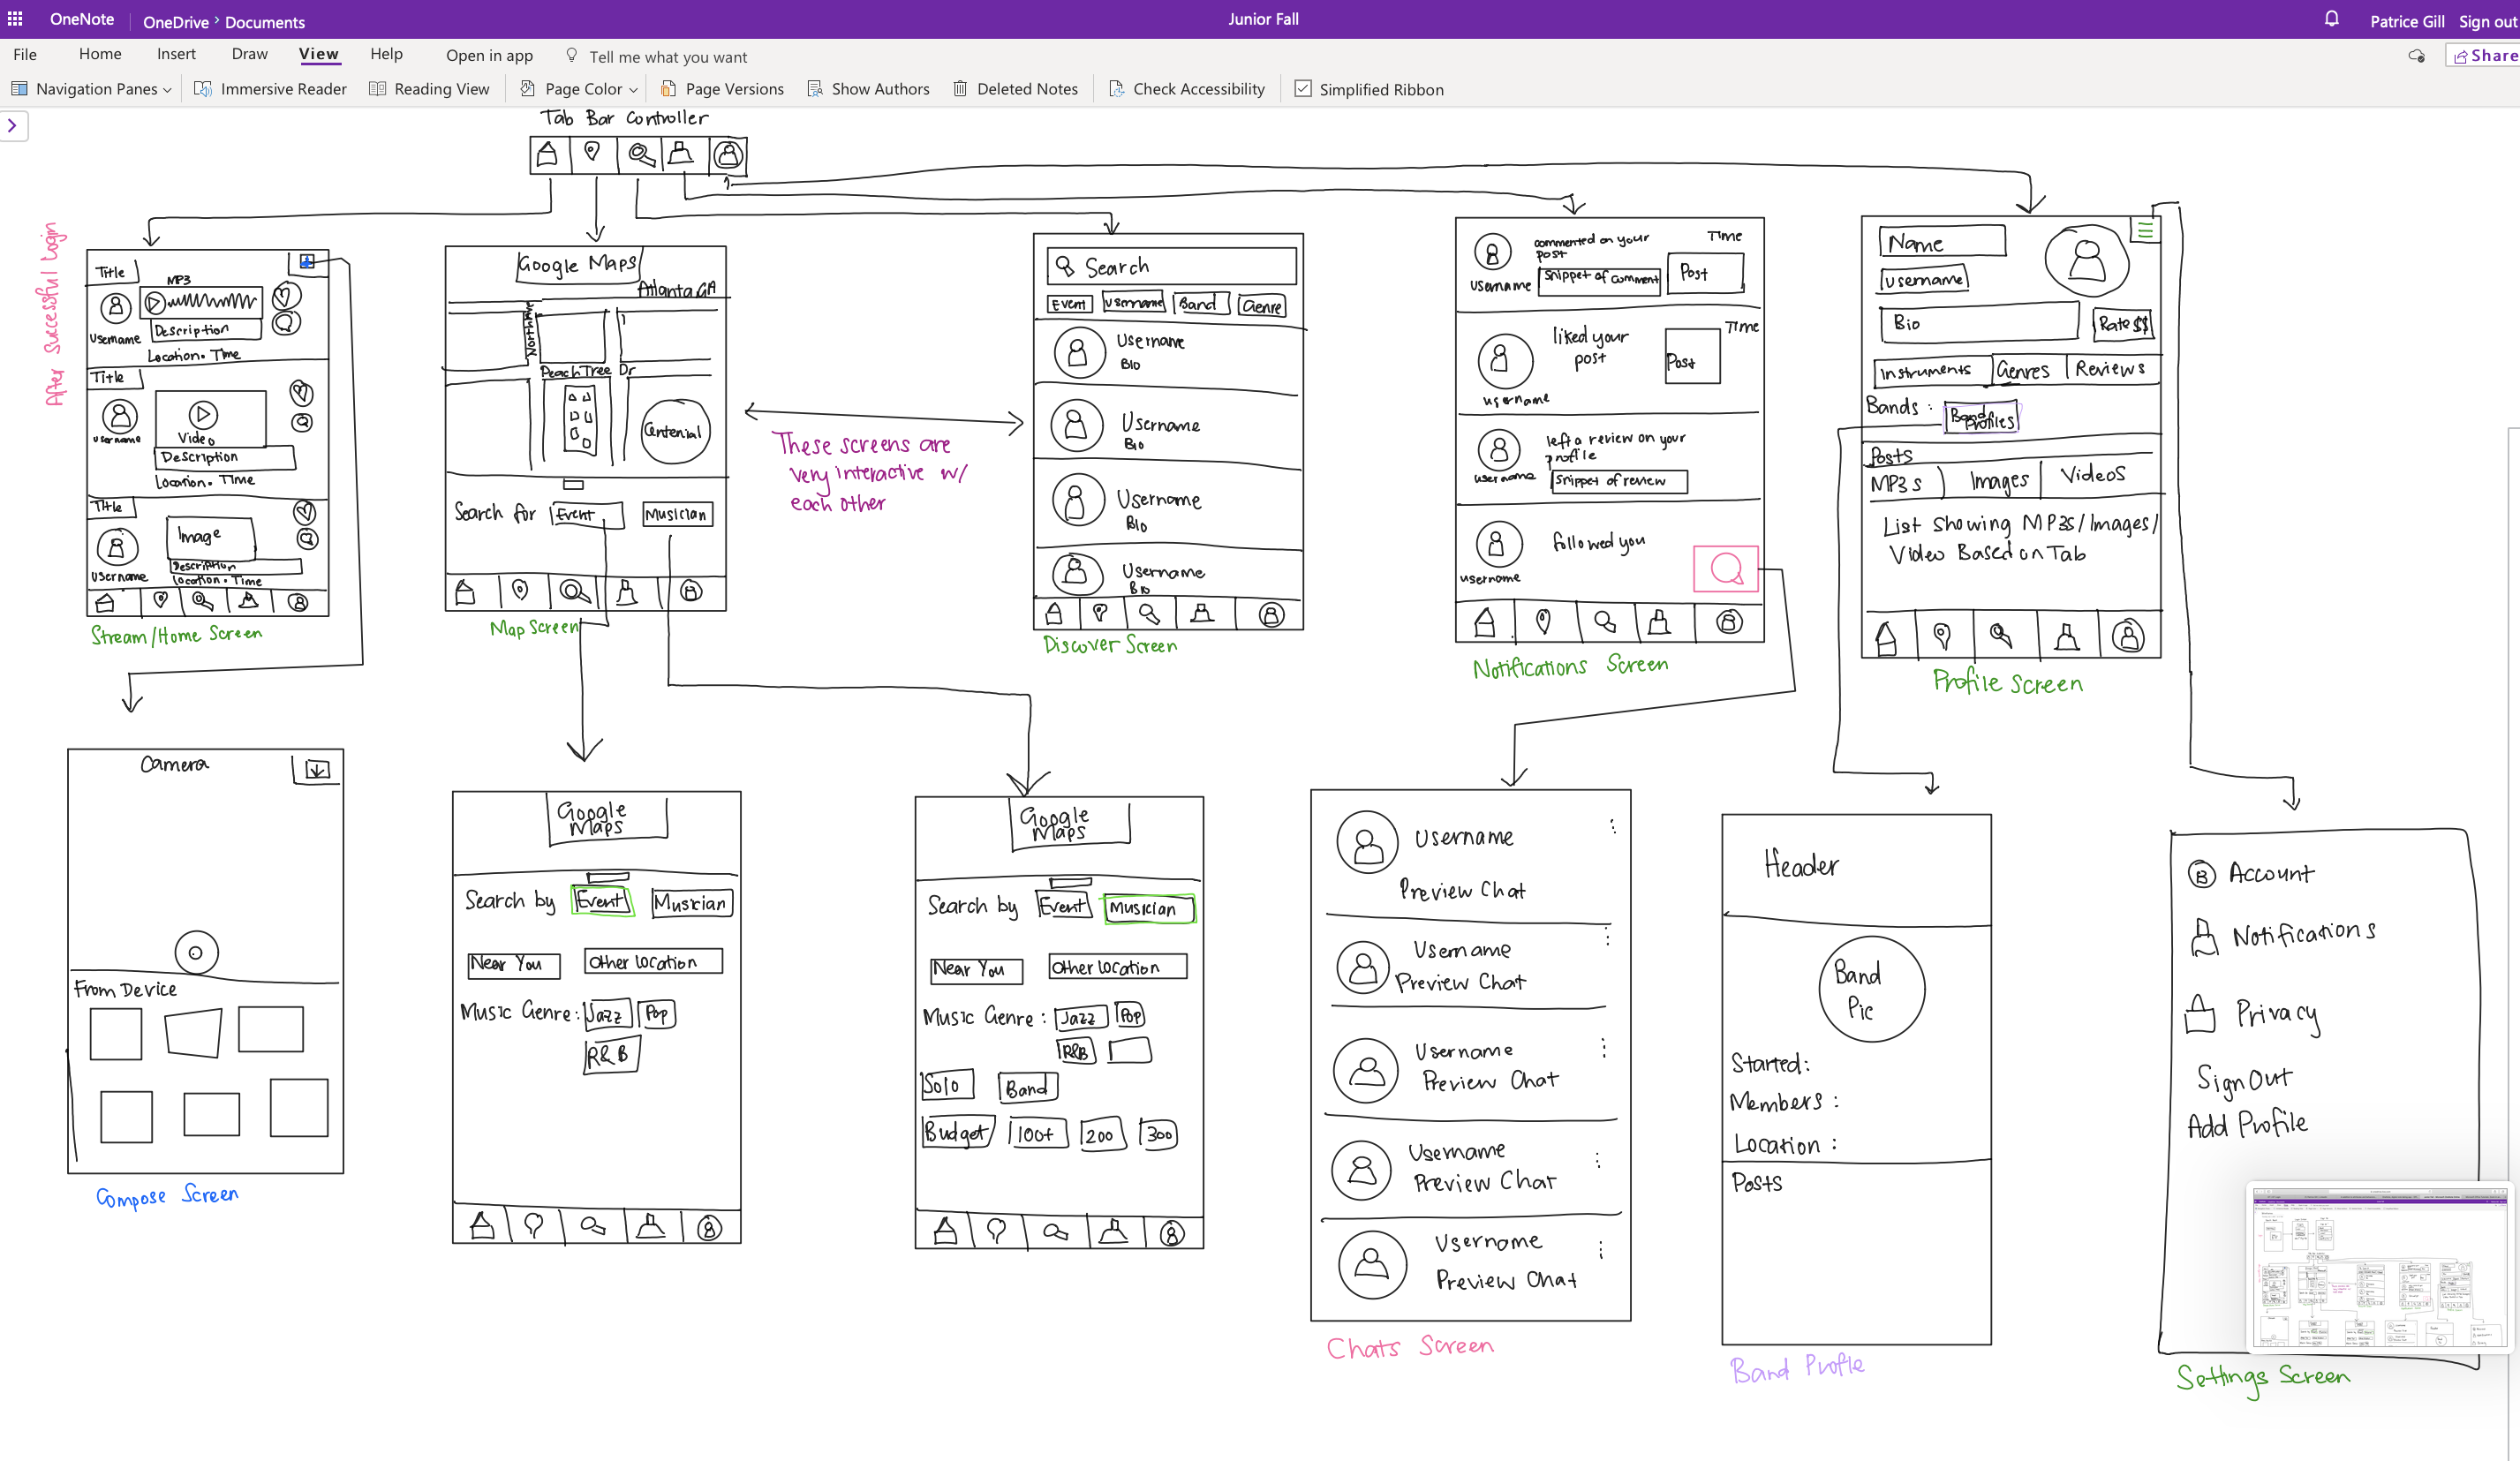 OneNote
OneDrive › Documents
Junior Fall
Patrice Gill
Sign out
File
Home
Insert
Draw
View
Help
Open in app
Tell me what you want
Share
Navigation Panes
Immersive Reader
Reading View
Page Color
Page Versions
Show Authors
Deleted Notes
Check Accessibility
Simplified Ribbon
Tab Bar Controller
After Successful Login
Title
MP3
Username
Description
Location. Time
Title
Username
Video
Description
Location. Time
Title
Image
Username
Description
Location. Time
Stream/Home Screen
Google Maps
Atlanta, GA
PeachTree Dr
Centenial
Search for
Event
Musician
Map Screen
These screens are
very interactive w/
each other
Search
Event
Username
Band
Genre
Username
Bio
Username
Bio
Username
Bio
Username
Bio
Discover Screen
commented on your
post
Time
Username
Snippet of comment
Post
liked your
post
Time
Post
username
left a review on your
profile
username
Snippet of review
followed you
username
Notifications Screen
Name
username
Bio
Rate $$
Instruments
Genres
Reviews
Bands :
Band
Profiles
Posts
MP3s
Images
Videos
List Showing MP3s/Images/
Video Based on Tab
Profile Screen
Camera
From Device
Compose Screen
Google
Maps
Search by
Event
Musician
Near You
Other location
Music Genre:
Jazz
Pop
R&B
Google
Maps
Search by
Event
Musician
Near You
Other location
Music Genre :
Jazz
Pop
R&B
Solo
Band
Budget
100+
200
300
Username
Preview Chat
Username
Preview Chat
Username
Preview Chat
Username
Preview Chat
Username
Preview Chat
Chats Screen
Header
Band
Pic
Started:
Members :
Location :
Posts
Band Profle
Account
Notifications
Privacy
Sign Out
Add Profile
Settings Screen